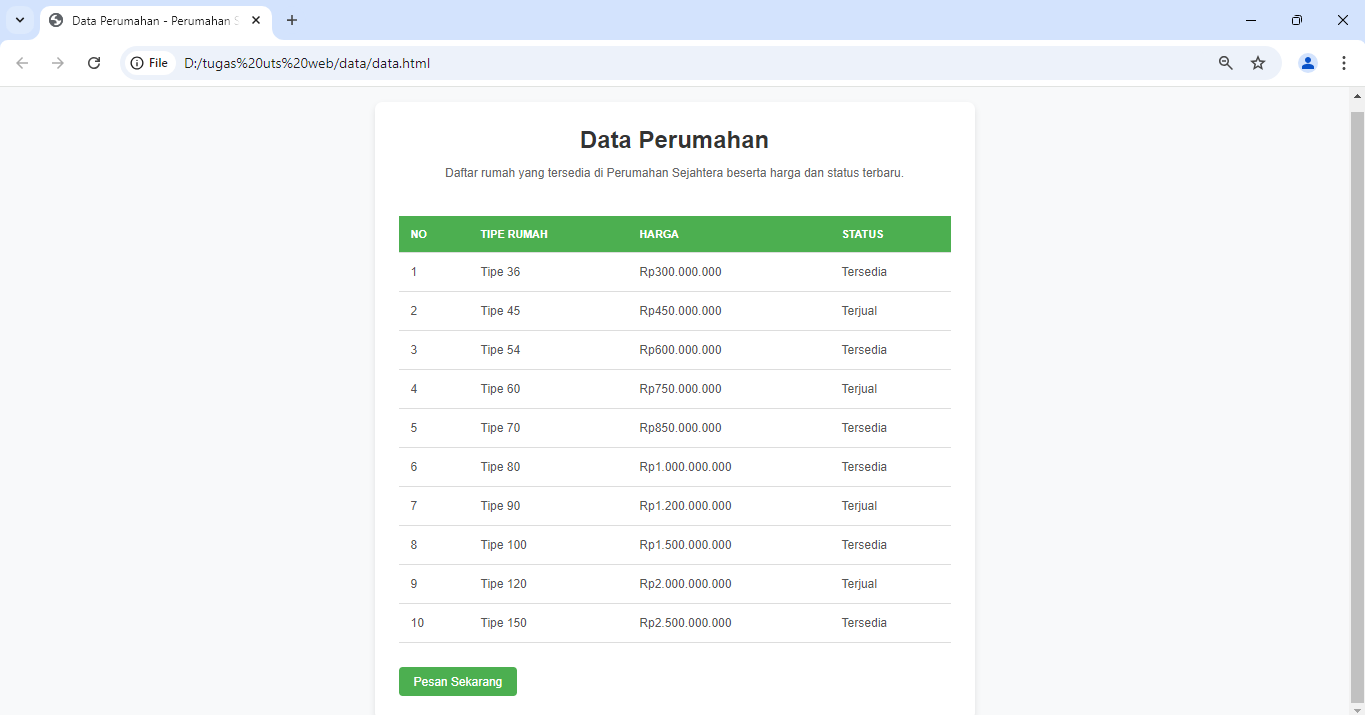 Data Perumahan - Perumahan S
File
D:/tugas%20uts%20web/data/data.html
Data Perumahan
Daftar rumah yang tersedia di Perumahan Sejahtera beserta harga dan status terbaru.
NO TIPE RUMAH HARGA STATUS
1 Tipe 36 Rp300.000.000 Tersedia
2 Tipe 45 Rp450.000.000 Terjual
3 Tipe 54 Rp600.000.000 Tersedia
4 Tipe 60 Rp750.000.000 Terjual
5 Tipe 70 Rp850.000.000 Tersedia
6 Tipe 80 Rp1.000.000.000 Tersedia
7 Tipe 90 Rp1.200.000.000 Terjual
8 Tipe 100 Rp1.500.000.000 Tersedia
9 Tipe 120 Rp2.000.000.000 Terjual
10 Tipe 150 Rp2.500.000.000 Tersedia
Pesan Sekarang